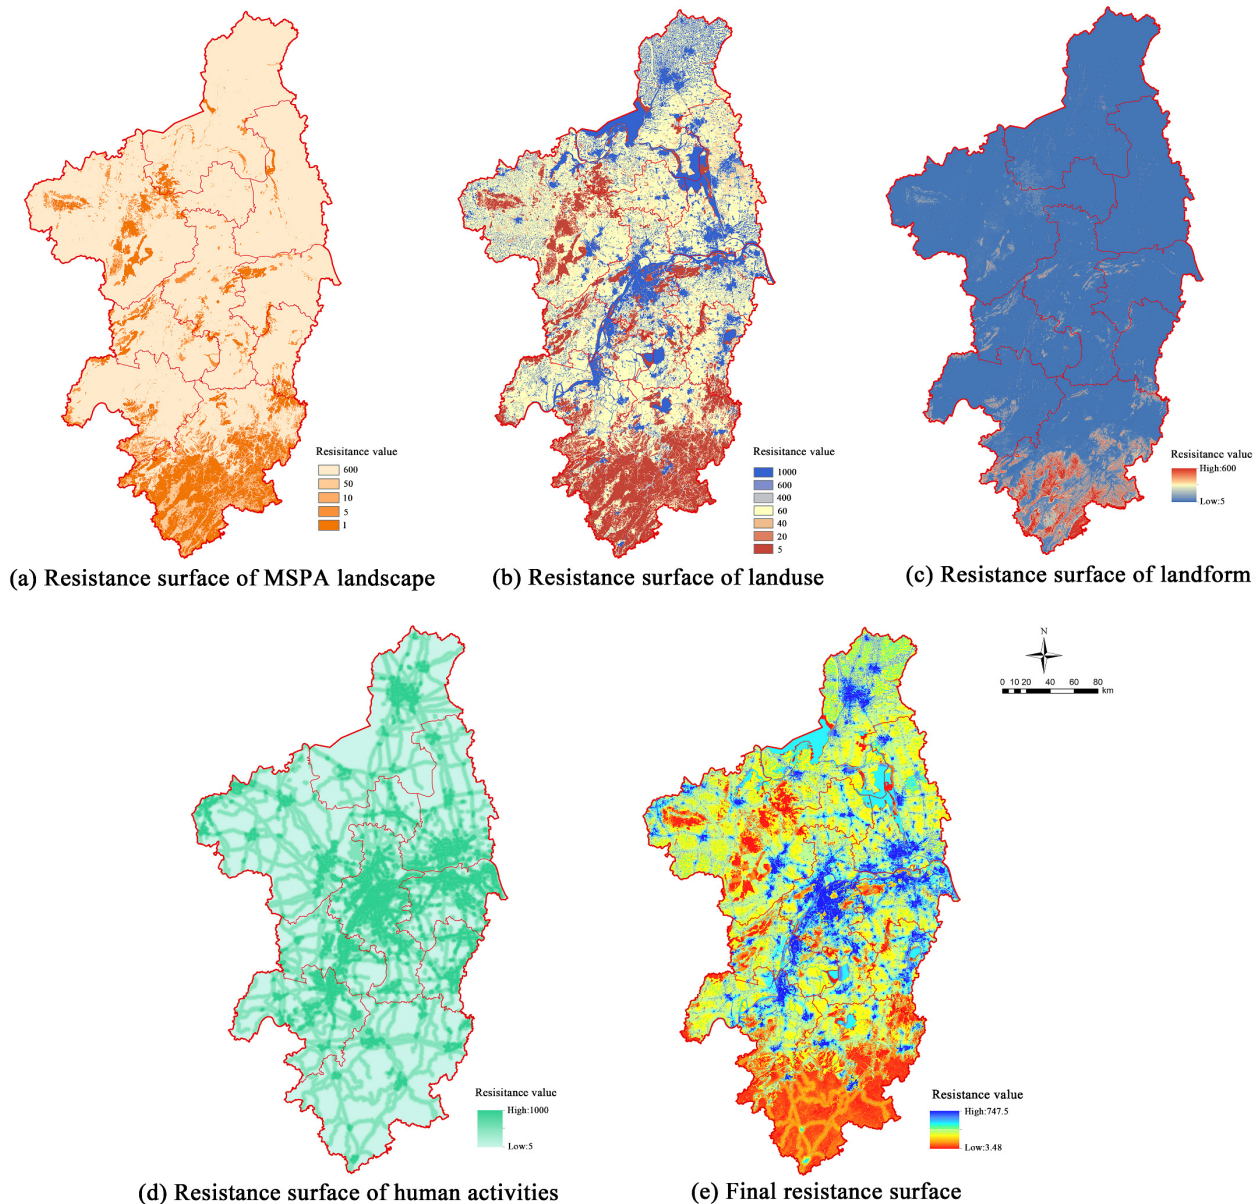 Resisitance value
600
50
10
5
1
(a) Resistance surface of MSPA landscape
Resisitance value
1000
600
400
60
40
20
5
(b) Resistance surface of landuse
Resisitance value
High:600
Low:5
(c) Resistance surface of landform
Resisitance value
High:1000
Low:5
(d) Resistance surface of human activities
N
0 10 20 40 60 80
km
Resistance value
High:747.5
Low:3.48
(e) Final resistance surface